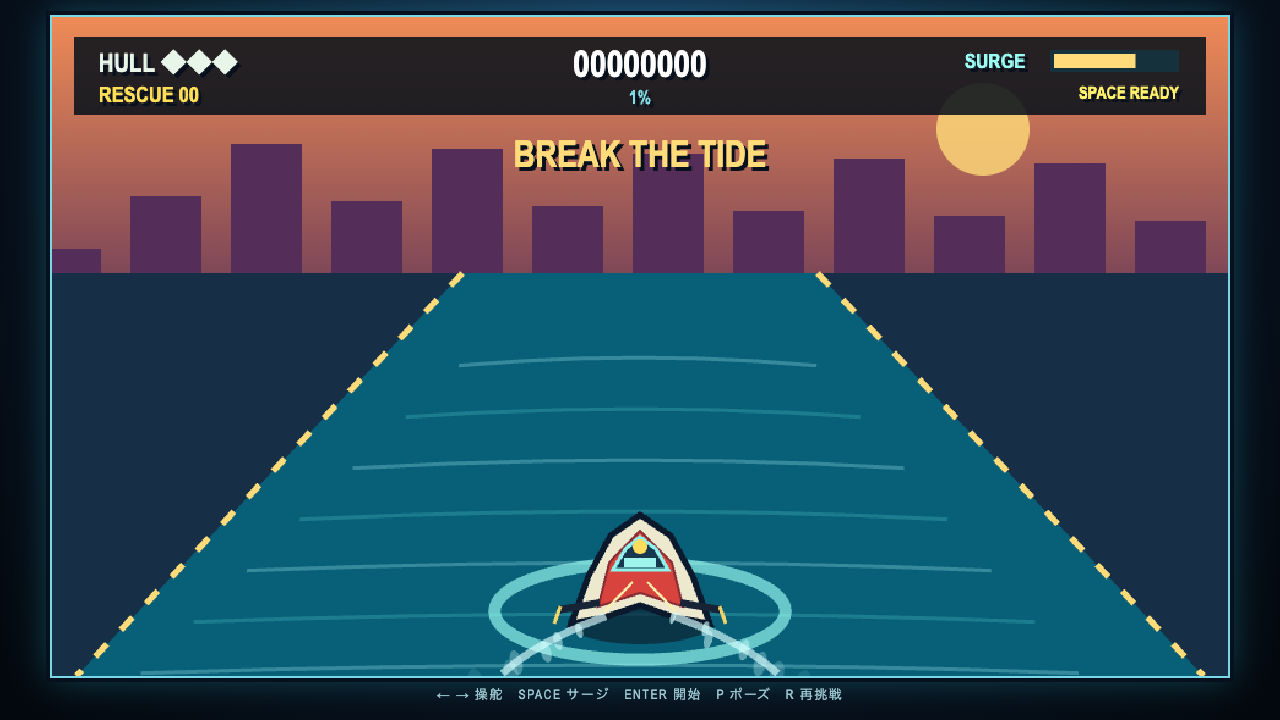 HULL
00000000
SURGE
RESCUE 00
1%
SPACE READY
BREAK THE TIDE
← → 操舵 SPACE サージ ENTER 開始 P ポーズ R 再挑戦